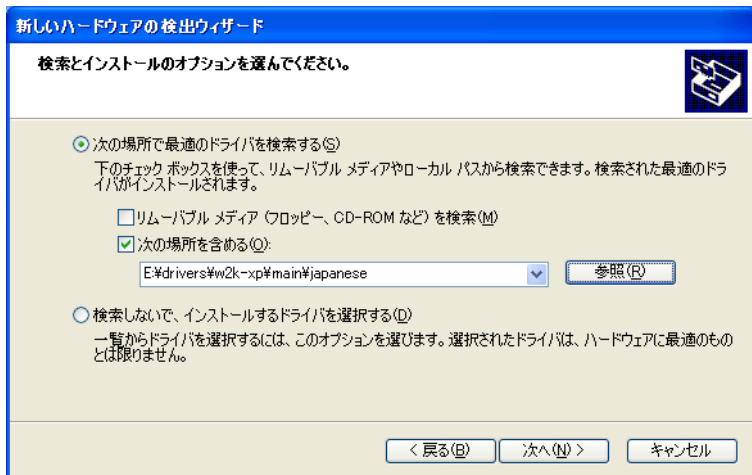 新しいハードウェアの検出ウィザード
検索とインストールのオプションを選んでください。
次の場所で最適のドライバを検索する(S)
下のチェック ボックスを使って、リムーバブル メディアやローカル パスから検索できます。検索された最適のドラ
イバがインストールされます。
リムーバブル メディア (フロッピー、CD-ROM など) を検索(M)
次の場所を含める(O):
E:¥drivers¥w2k-xp¥main¥japanese
参照(R)
検索しないで、インストールするドライバを選択する(D)
一覧からドライバを選択するには、このオプションを選びます。選択されたドライバは、ハードウェアに最適のもの
とは限りません。
< 戻る(B)
次へ(N) >
キャンセル